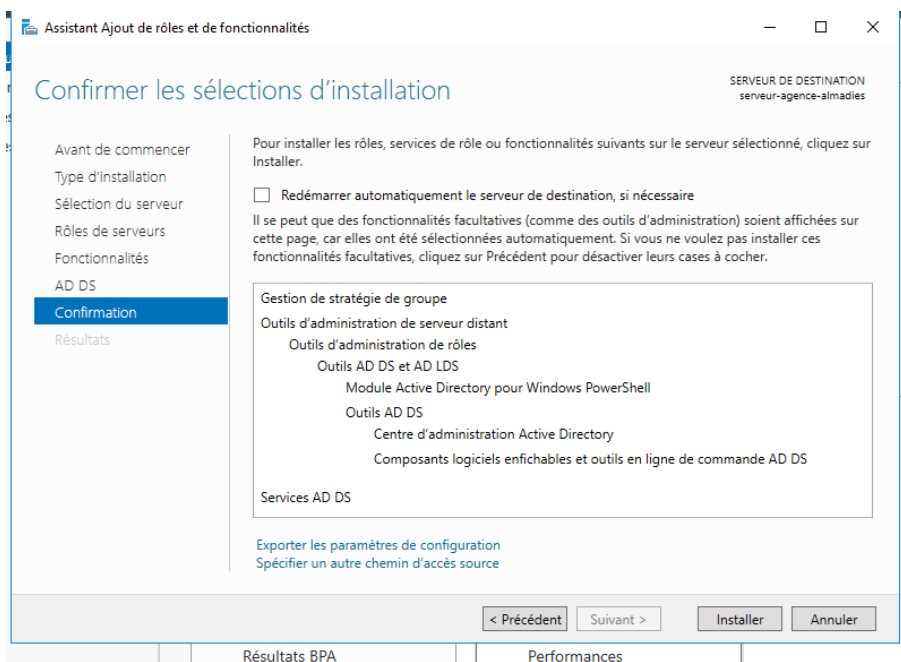 Assistant Ajout de rôles et de fonctionnalités
Confirmer les sélections d'installation
SERVEUR DE DESTINATION
serveur-agence-almadies
Avant de commencer
Type d'installation
Sélection du serveur
Rôles de serveurs
Fonctionnalités
AD DS
Confirmation
Résultats
Pour installer les rôles, services de rôle ou fonctionnalités suivants sur le serveur sélectionné, cliquez sur
Installer.
Redémarrer automatiquement le serveur de destination, si nécessaire
Il se peut que des fonctionnalités facultatives (comme des outils d'administration) soient affichées sur
cette page, car elles ont été sélectionnées automatiquement. Si vous ne voulez pas installer ces
fonctionnalités facultatives, cliquez sur Précédent pour désactiver leurs cases à cocher.
Gestion de stratégie de groupe
Outils d'administration de serveur distant
Outils d'administration de rôles
Outils AD DS et AD LDS
Module Active Directory pour Windows PowerShell
Outils AD DS
Centre d'administration Active Directory
Composants logiciels enfichables et outils en ligne de commande AD DS
Services AD DS
Exporter les paramètres de configuration
Spécifier un autre chemin d'accès source
< Précédent
Suivant >
Installer
Annuler
Résultats BPA
Performances